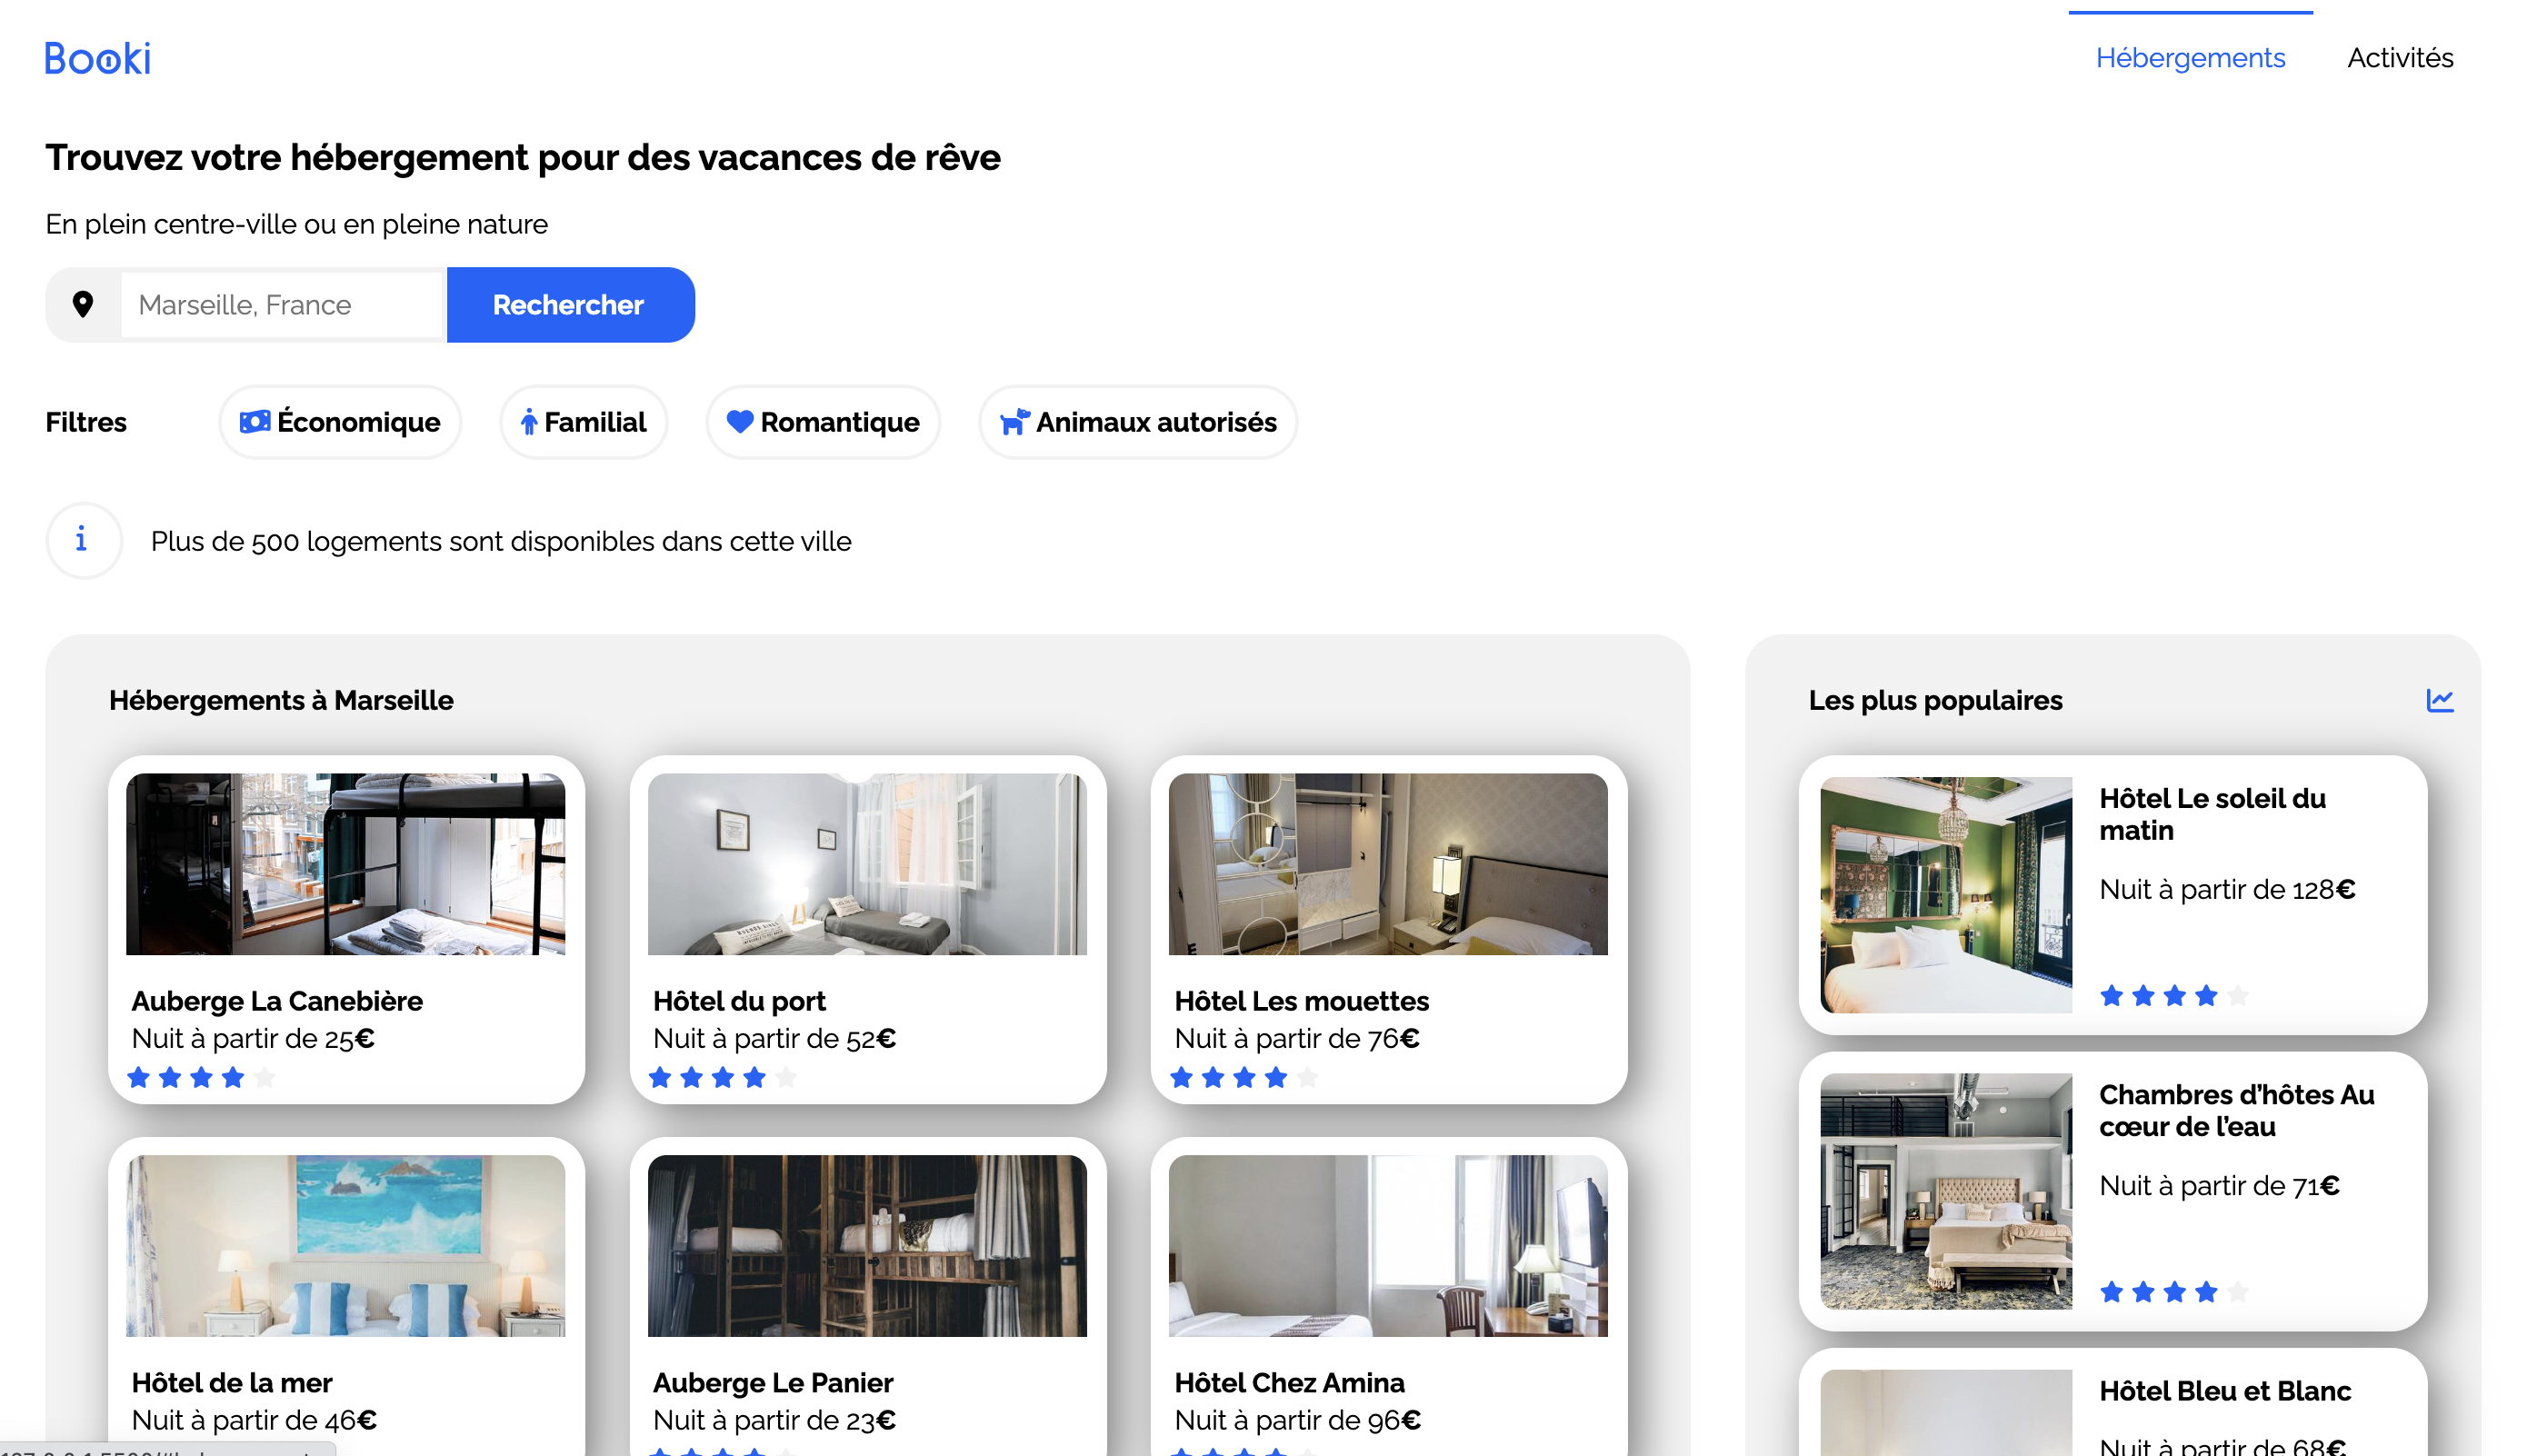 Booki
Hébergements
Activités
Trouvez votre hébergement pour des vacances de rêve
En plein centre-ville ou en pleine nature
Marseille, France
Rechercher
Filtres
Économique
Familial
Romantique
Animaux autorisés
i
Plus de 500 logements sont disponibles dans cette ville
Hébergements à Marseille
Auberge La Canebière
Nuit à partir de 25€
Hôtel du port
Nuit à partir de 52€
Hôtel Les mouettes
Nuit à partir de 76€
Hôtel de la mer
Nuit à partir de 46€
Auberge Le Panier
Nuit à partir de 23€
Hôtel Chez Amina
Nuit à partir de 96€
Les plus populaires
Hôtel Le soleil du
matin
Nuit à partir de 128€
Chambres d’hôtes Au
cœur de l’eau
Nuit à partir de 71€
Hôtel Bleu et Blanc
Nuit à partir de 68€